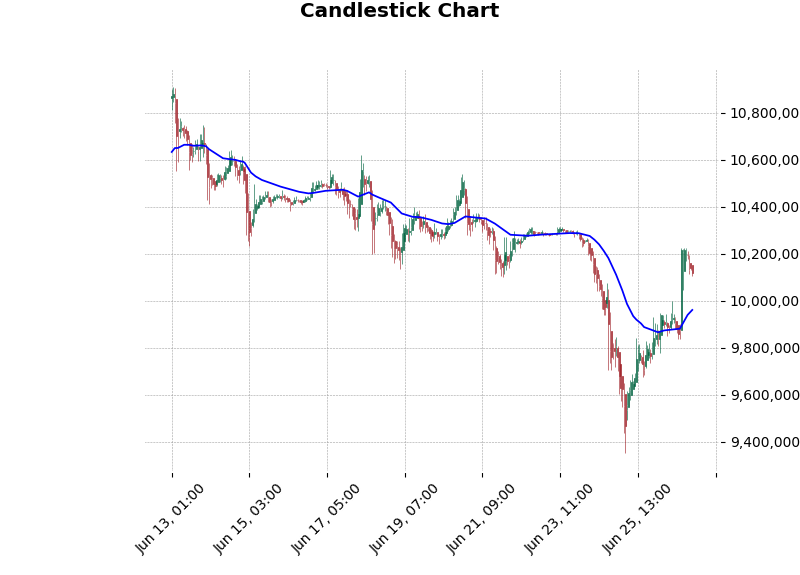 Candlestick Chart
10,800,00
10,600,00
10,400,00
10,200,00
10,000,00
9,800,000
9,600,000
9,400,000
Jun 13, 01:00
Jun 15, 03:00
Jun 17, 05:00
Jun 19, 07:00
Jun 21, 09:00
Jun 23, 11:00
Jun 25, 13:00